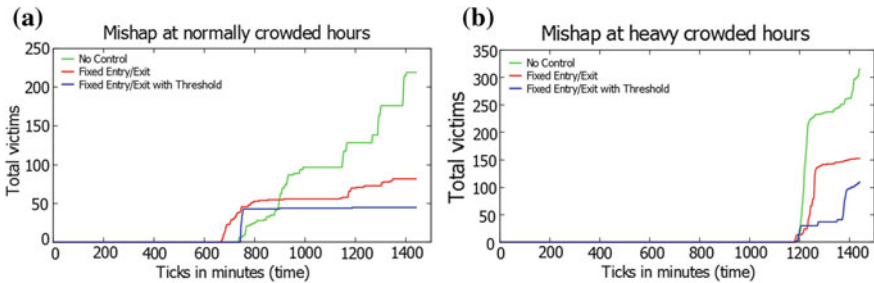 (a)
Mishap at normally crowded hours
250
200
150
100
50
0
Total victims
No Control
Fixed Entry/Exit
Fixed Entry/Exit with Threshold
0 200 400 600 800 1000 1200 1400
Ticks in minutes (time)
(b)
Mishap at heavy crowded hours
350
300
250
200
150
100
50
0
Total victims
No Control
Fixed Entry/Exit
Fixed Entry/Exit with Threshold
0 200 400 600 800 1000 1200 1400
Ticks in minutes (time)